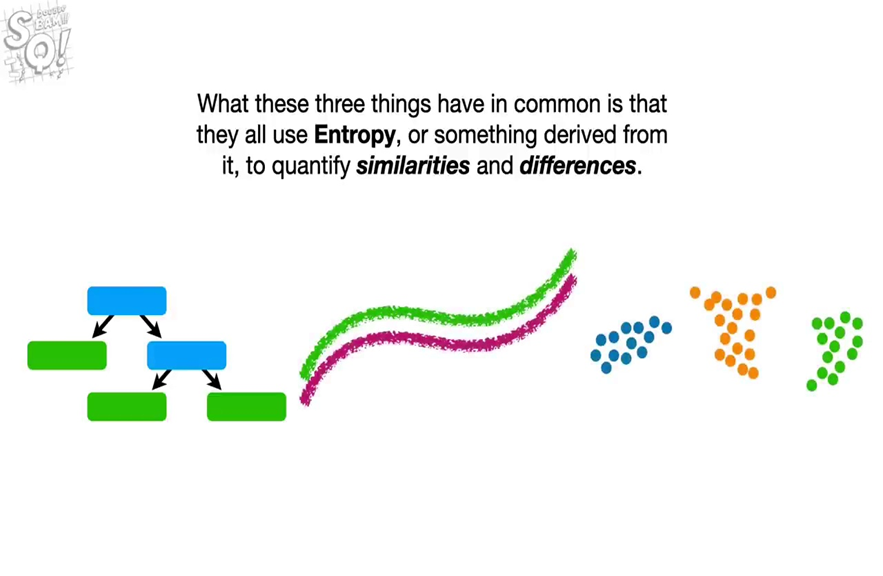 SQ!
DOUBLE
BAM!!!
What these three things have in common is that
they all use Entropy, or something derived from
it, to quantify similarities and differences.